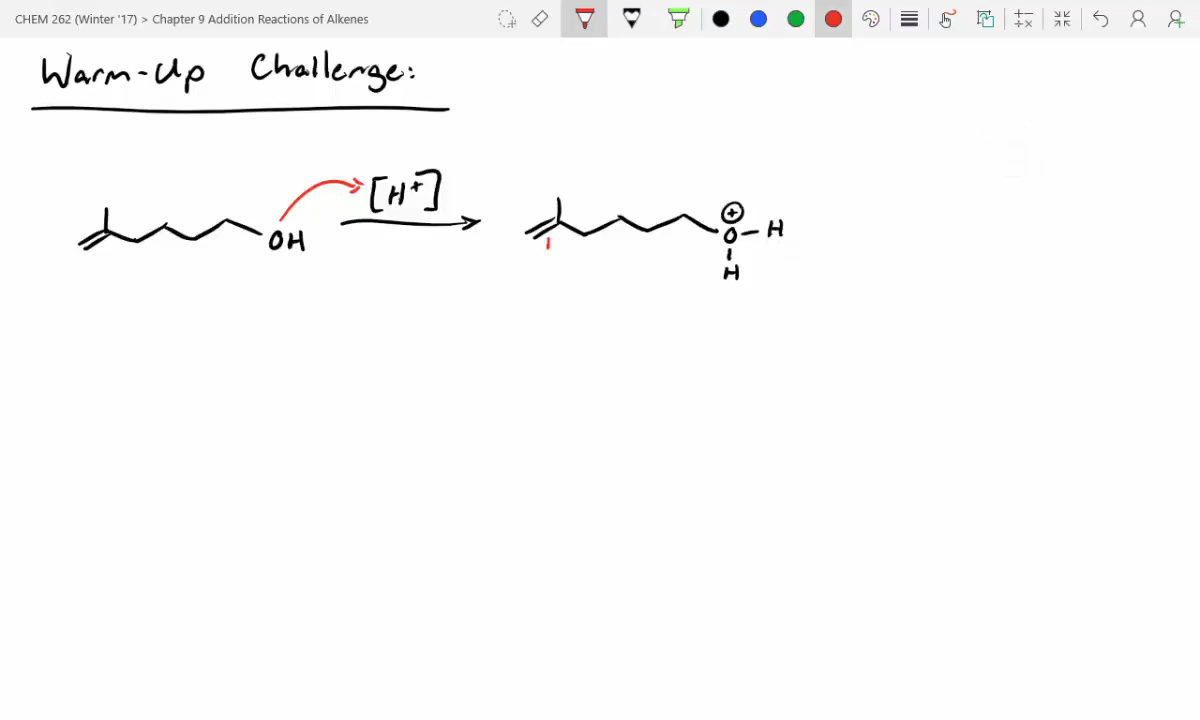 CHEM 262 (Winter '17) > Chapter 9 Addition Reactions of Alkenes
Warm-Up Challenge:
[H+]
OH
⊕
O-H
H